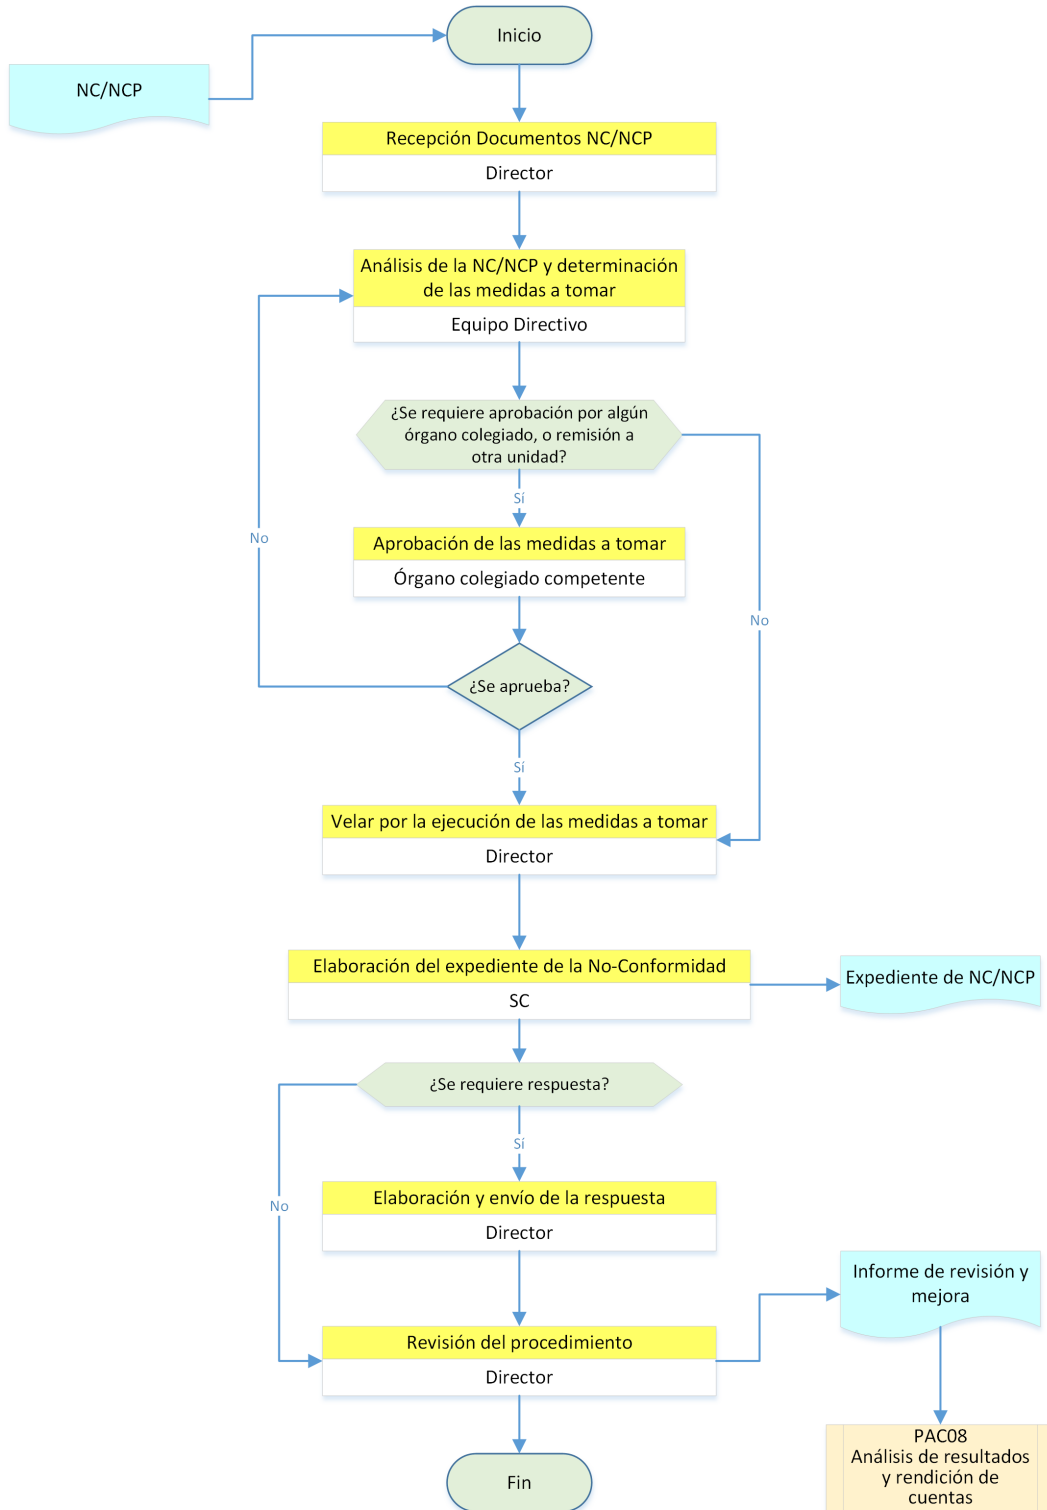 Inicio
NC/NCP
Recepción Documentos NC/NCP
Director
Análisis de la NC/NCP y determinación
de las medidas a tomar
Equipo Directivo
¿Se requiere aprobación por algún
órgano colegiado, o remisión a
otra unidad?
Sí
No
Aprobación de las medidas a tomar
Órgano colegiado competente
No
¿Se aprueba?
Sí
Velar por la ejecución de las medidas a tomar
Director
Elaboración del expediente de la No-Conformidad
SC
Expediente de NC/NCP
¿Se requiere respuesta?
Sí
No
Elaboración y envío de la respuesta
Director
Informe de revisión y
mejora
Revisión del procedimiento
Director
PAC08
Análisis de resultados
y rendición de
cuentas
Fin